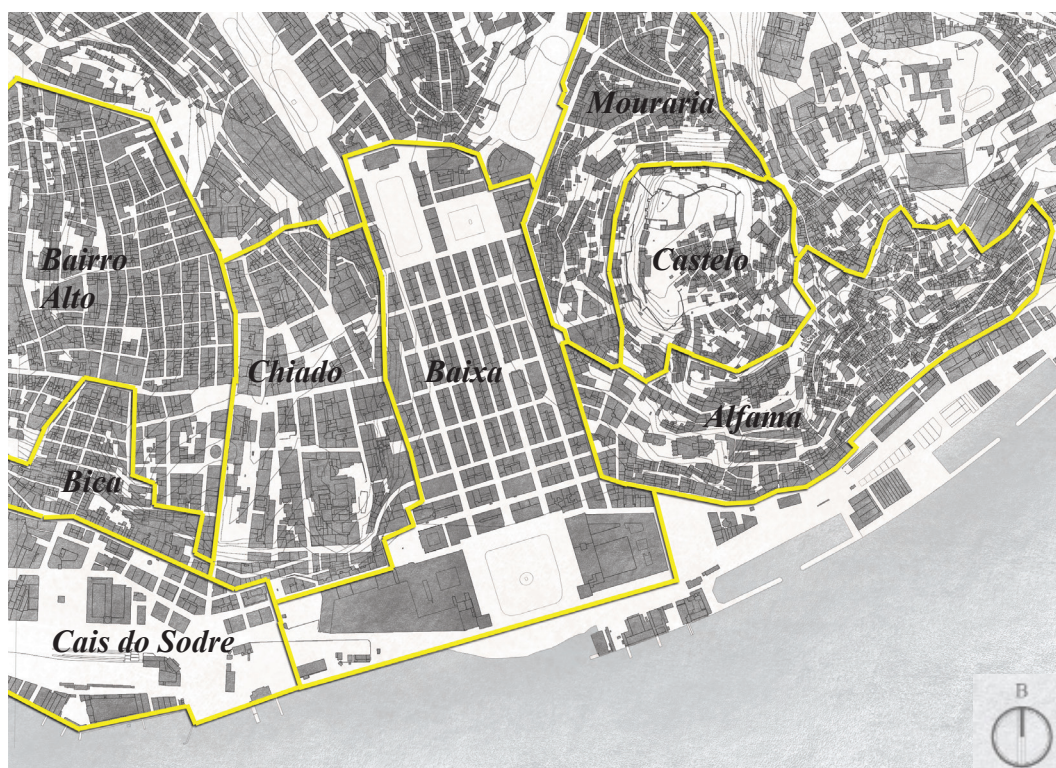 Mouraria
Bairro
Alto
Castelo
Chiado
Baixa
Alfama
Bica
Cais do Sodre
B